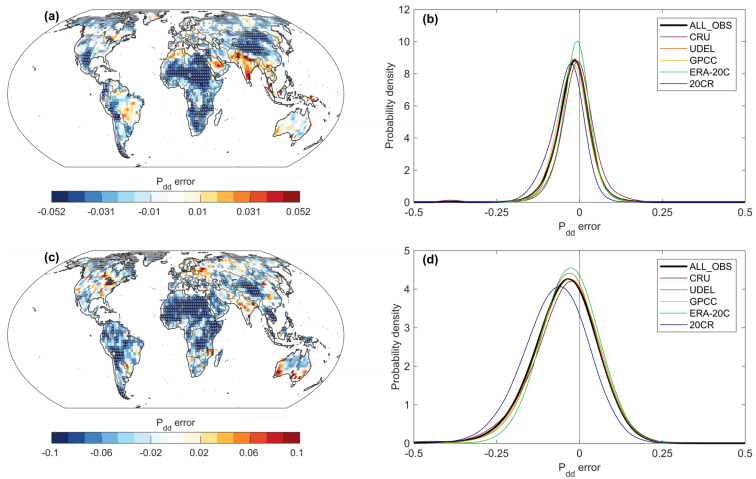 (a)
P_dd error
-0.052 -0.031 -0.01 0.01 0.031 0.052
(b)
Probability density
12
10
8
6
4
2
0
-0.5 -0.25 0 0.25 0.5
P_dd error
ALL_OBS
CRU
UDEL
GPCC
ERA-20C
20CR
(c)
P_dd error
-0.1 -0.06 -0.02 0.02 0.06 0.1
(d)
Probability density
5
4
3
2
1
0
-0.5 -0.25 0 0.25 0.5
P_dd error
ALL_OBS
CRU
UDEL
GPCC
ERA-20C
20CR